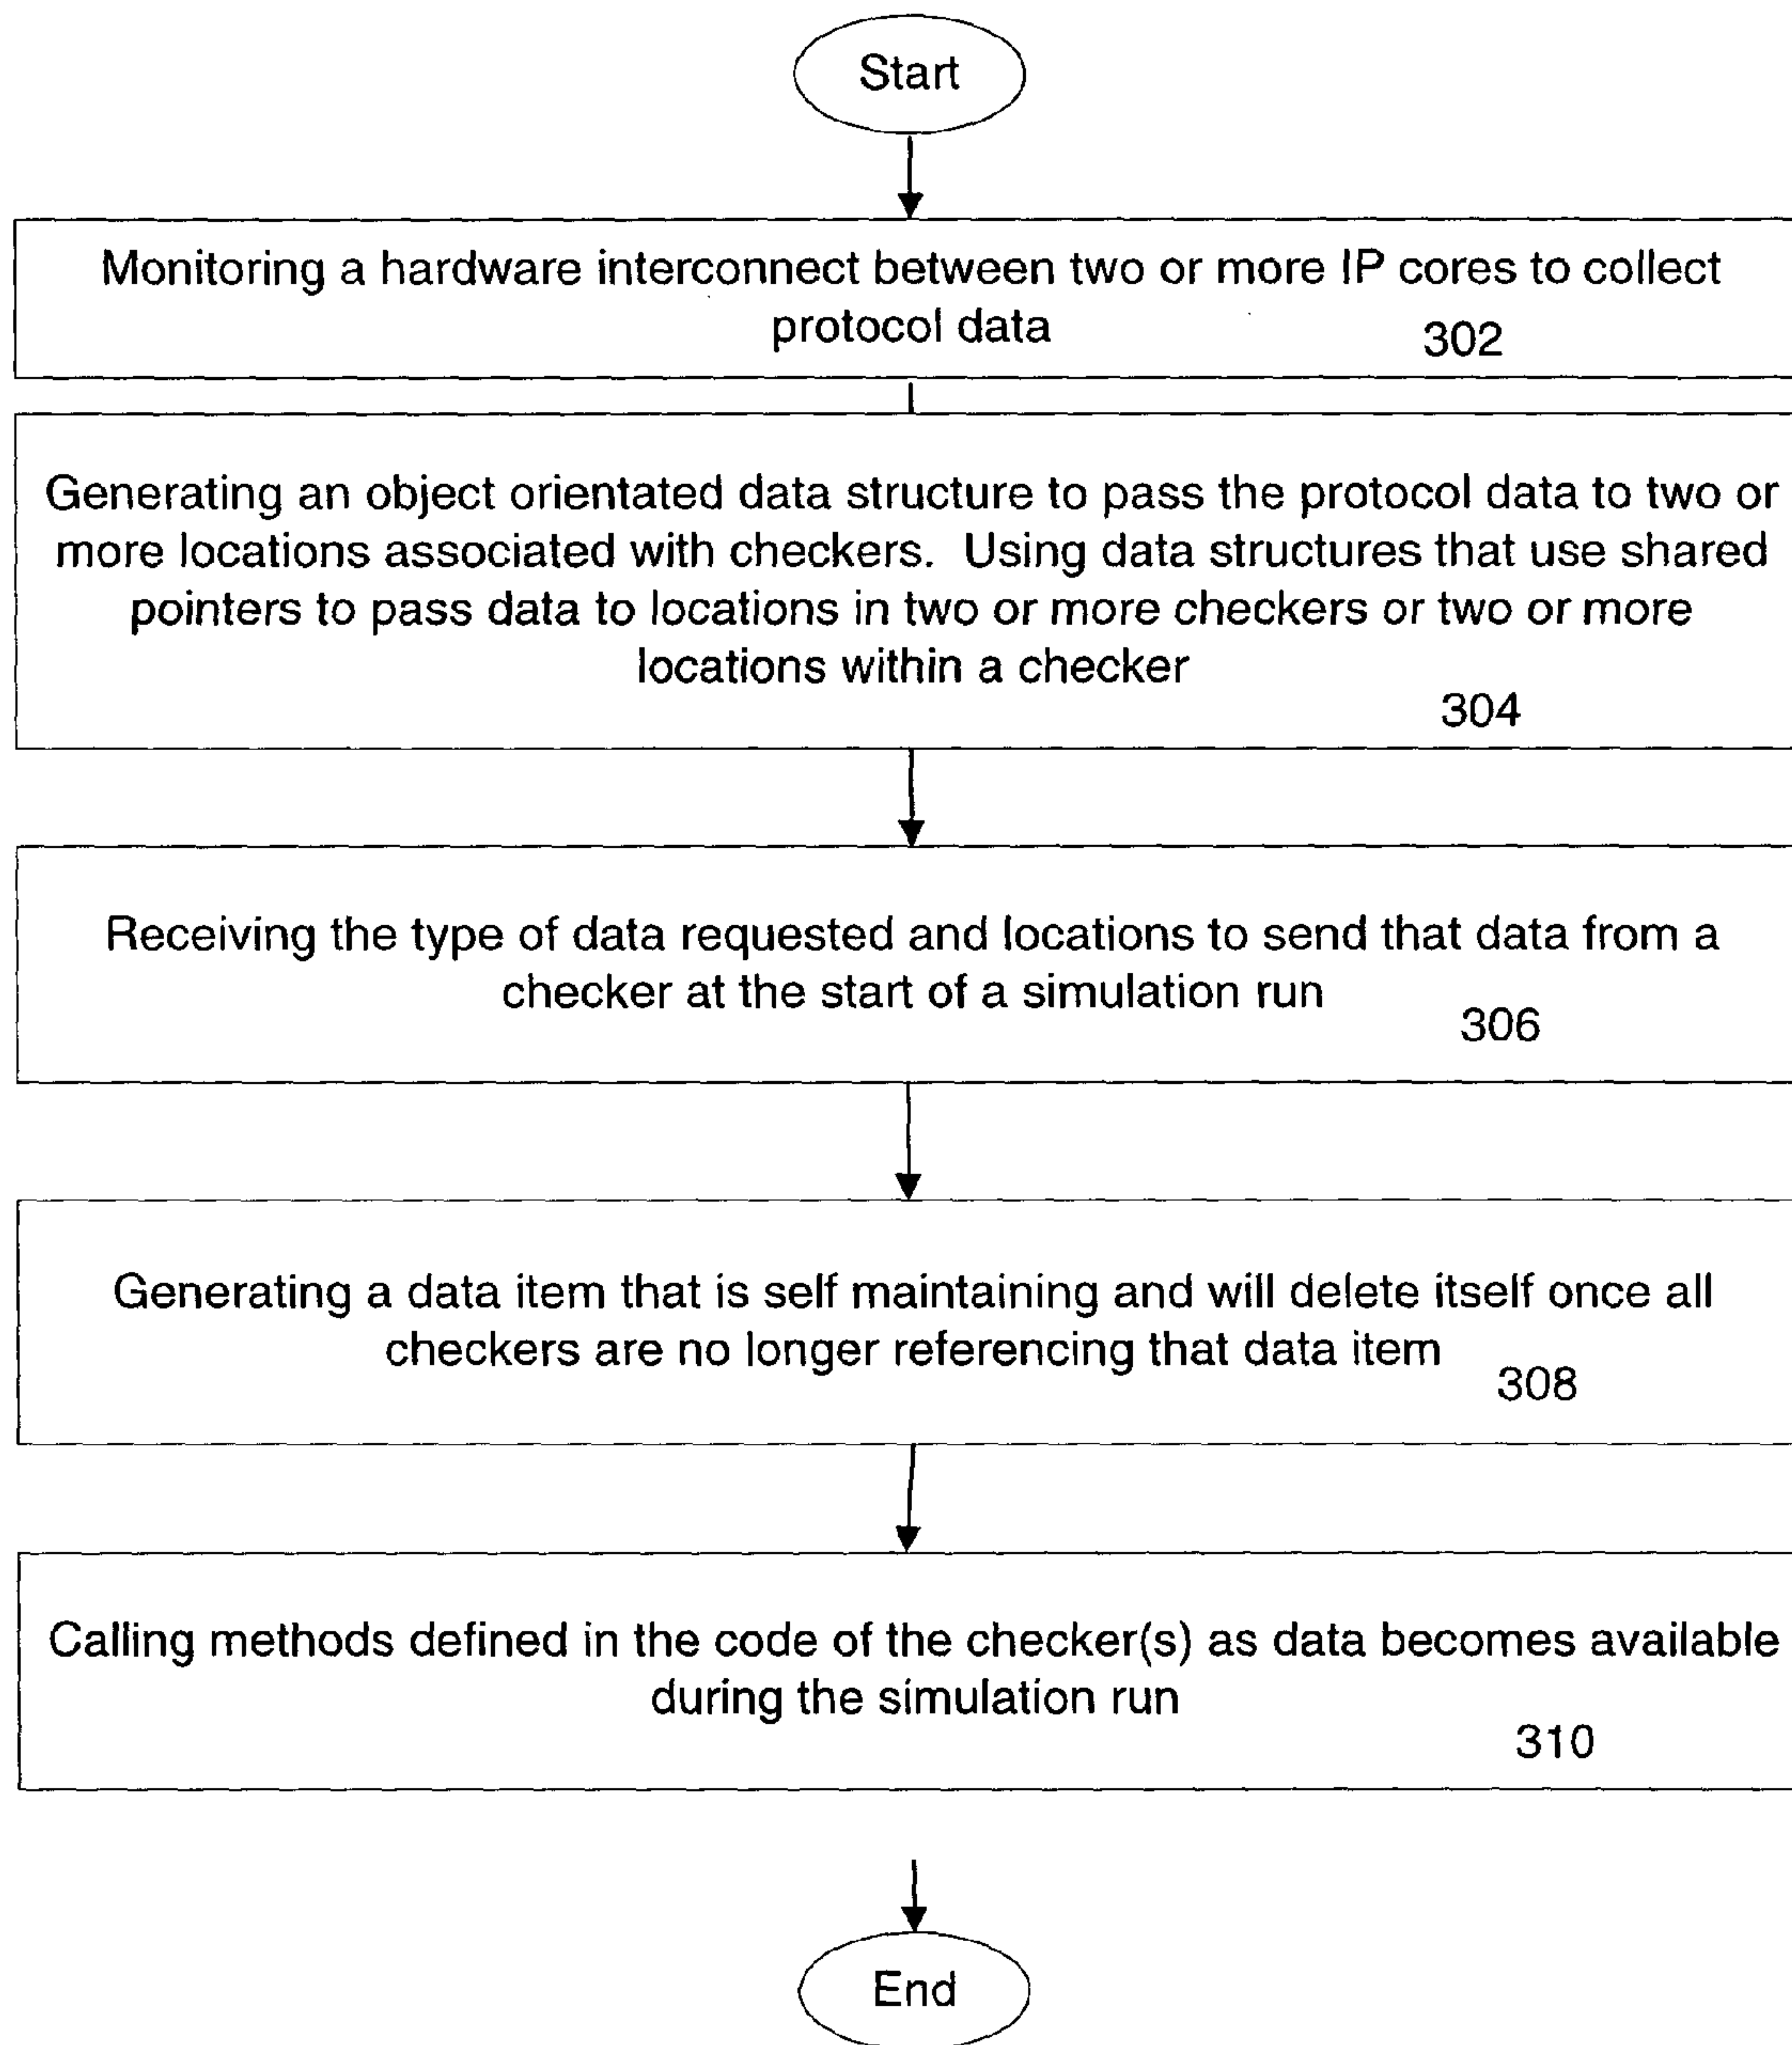 Start
Monitoring a hardware interconnect between two or more IP cores to collect
protocol data
302
Generating an object orientated data structure to pass the protocol data to two or
more locations associated with checkers. Using data structures that use shared
pointers to pass data to locations in two or more checkers or two or more
locations within a checker
304
Receiving the type of data requested and locations to send that data from a
checker at the start of a simulation run
306
Generating a data item that is self maintaining and will delete itself once all
checkers are no longer referencing that data item
308
Calling methods defined in the code of the checker(s) as data becomes available
during the simulation run
310
End